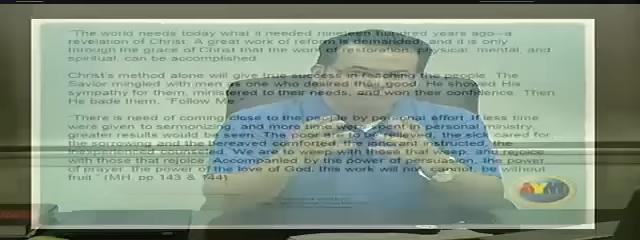 "The world needs today what it needed nineteen hundred years ago--a
revelation of Christ. A great work of reform is demanded, and it is only
through the grace of Christ that the work of restoration, physical, mental, and
spiritual, can be accomplished.
Christ's method alone will give true success in reaching the people. The
Savior mingled with men as one who desired their good. He showed His
sympathy for them, ministered to their needs, and won their confidence. Then
He bade them, "Follow Me
"There is need of coming close to the people by personal effort. If less time
were given to sermonizing, and more time were spent in personal ministry,
greater results would be seen. The poor are to be relieved, the sick cared for
the sorrowing and the bereaved comforted, the ignorant instructed, the
inexperienced counseled. We are to weep with those that weep, and rejoice
with those that rejoice. Accompanied by the power of persuasion, the power
of prayer, the power of the love of God, this work will not, cannot, be without
fruit." (MH, pp.143 & 144)
AYM